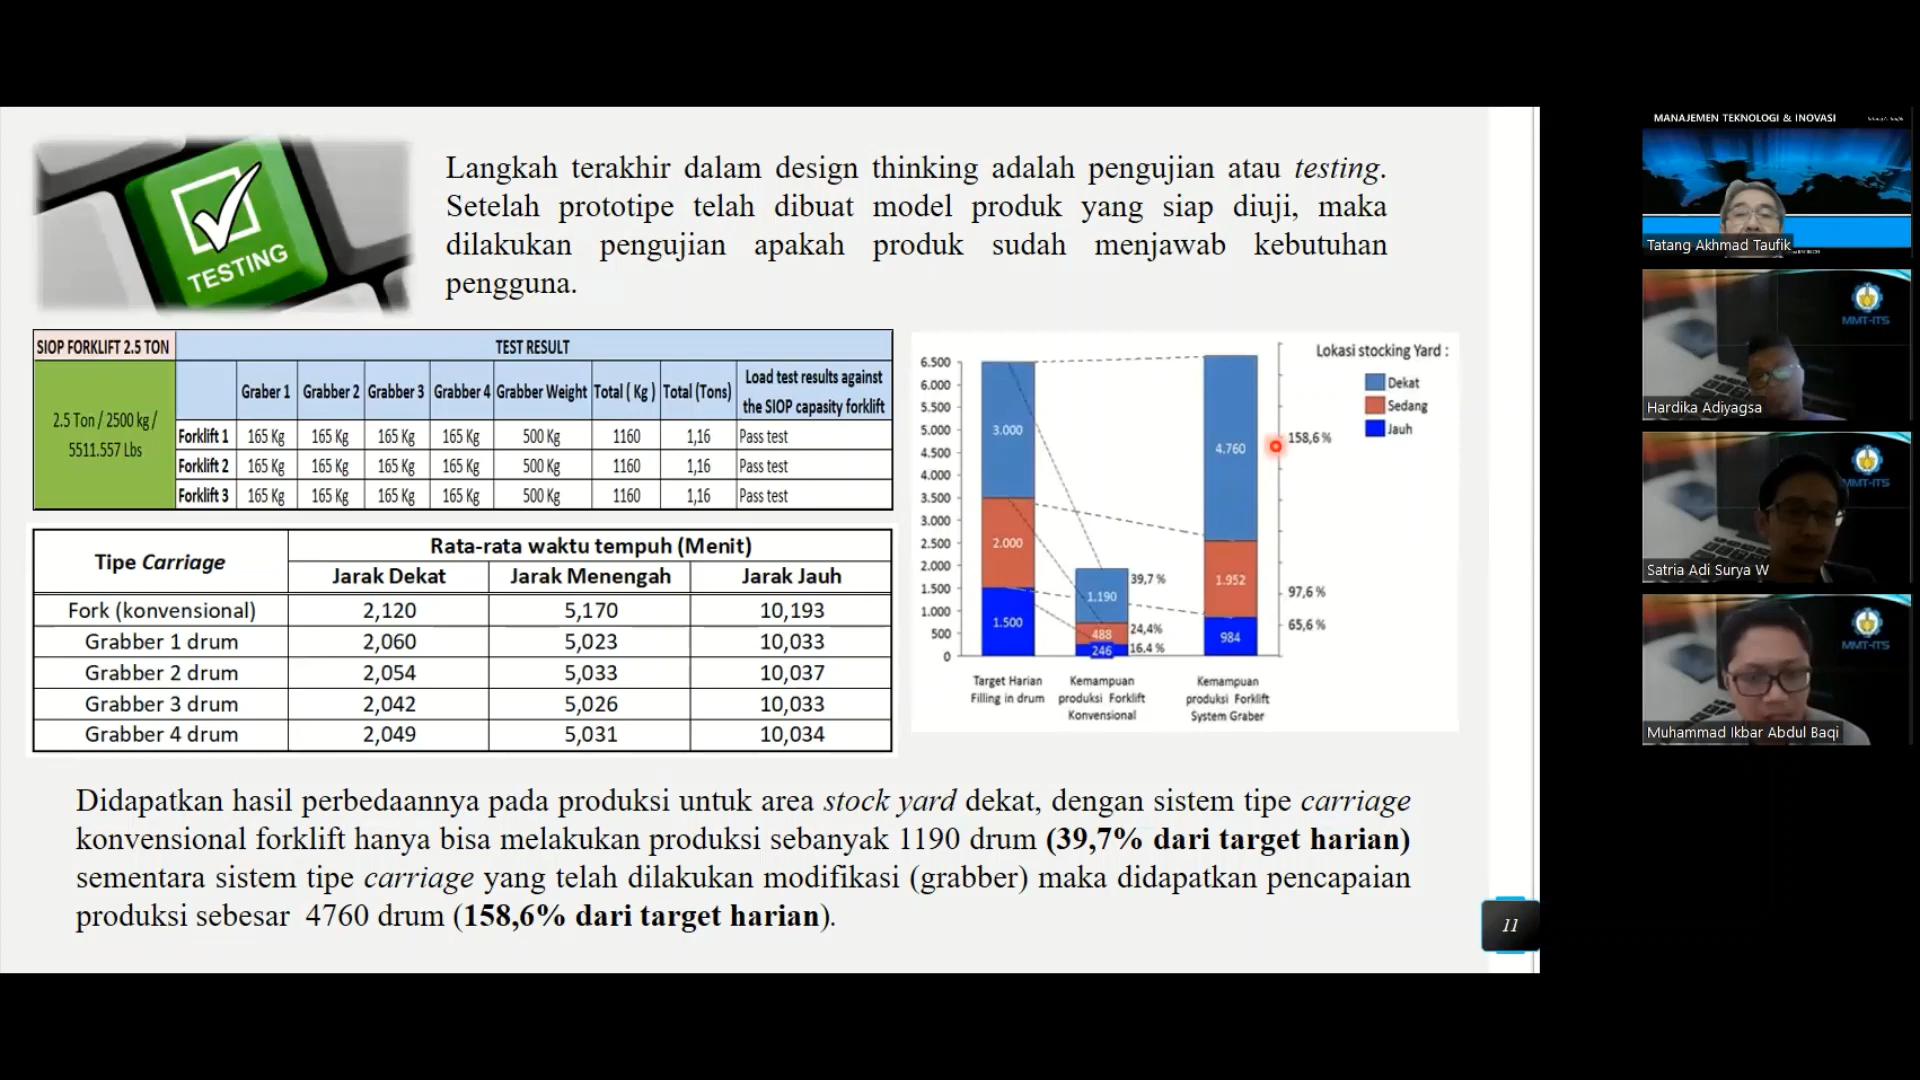 TESTING
Langkah terakhir dalam design thinking adalah pengujian atau testing.
Setelah prototipe telah dibuat model produk yang siap diuji, maka
dilakukan pengujian apakah produk sudah menjawab kebutuhan
pengguna.
SIOP FORKLIFT 2.5 TON
TEST RESULT
2.5 Ton / 2500 kg /
5511.557 Lbs
Graber 1 Grabber 2 Grabber 3 Grabber 4 Grabber Weight Total ( Kg ) Total (Tons) Load test results against
the SIOP capasity forklift
Forklift 1 165 Kg 165 Kg 165 Kg 165 Kg 500 Kg 1160 1,16 Pass test
Forklift 2 165 Kg 165 Kg 165 Kg 165 Kg 500 Kg 1160 1,16 Pass test
Forklift 3 165 Kg 165 Kg 165 Kg 165 Kg 500 Kg 1160 1,16 Pass test
Tipe Carriage
Rata-rata waktu tempuh (Menit)
Jarak Dekat Jarak Menengah Jarak Jauh
Fork (konvensional) 2,120 5,170 10,193
Grabber 1 drum 2,060 5,023 10,033
Grabber 2 drum 2,054 5,033 10,037
Grabber 3 drum 2,042 5,026 10,033
Grabber 4 drum 2,049 5,031 10,034
6.500
6.000
5.500
5.000
4.500
4.000
3.500
3.000
2.500
2.000
1.500
1.000
500
0
3.000
2.000
1.500
1.190
488
246
39,7 %
24,4%
16.4 %
4.760
1.952
984
158,6 %
97,6 %
65,6 %
Lokasi stocking Yard :
Dekat
Sedang
Jauh
Target Harian
Filling in drum
Kemampuan
produksi Forklift
Konvensional
Kemampuan
produksi Forklift
System Graber
Didapatkan hasil perbedaannya pada produksi untuk area stock yard dekat, dengan sistem tipe carriage
konvensional forklift hanya bisa melakukan produksi sebanyak 1190 drum (39,7% dari target harian)
sementara sistem tipe carriage yang telah dilakukan modifikasi (grabber) maka didapatkan pencapaian
produksi sebesar 4760 drum (158,6% dari target harian).
11
MANAJEMEN TEKNOLOGI & INOVASI
Tatang Akhmad Taufik
MMT-ITS
Hardika Adiyagsa
MMT-ITS
Satria Adi Surya W
MMT-ITS
Muhammad Ikbar Abdul Baqi